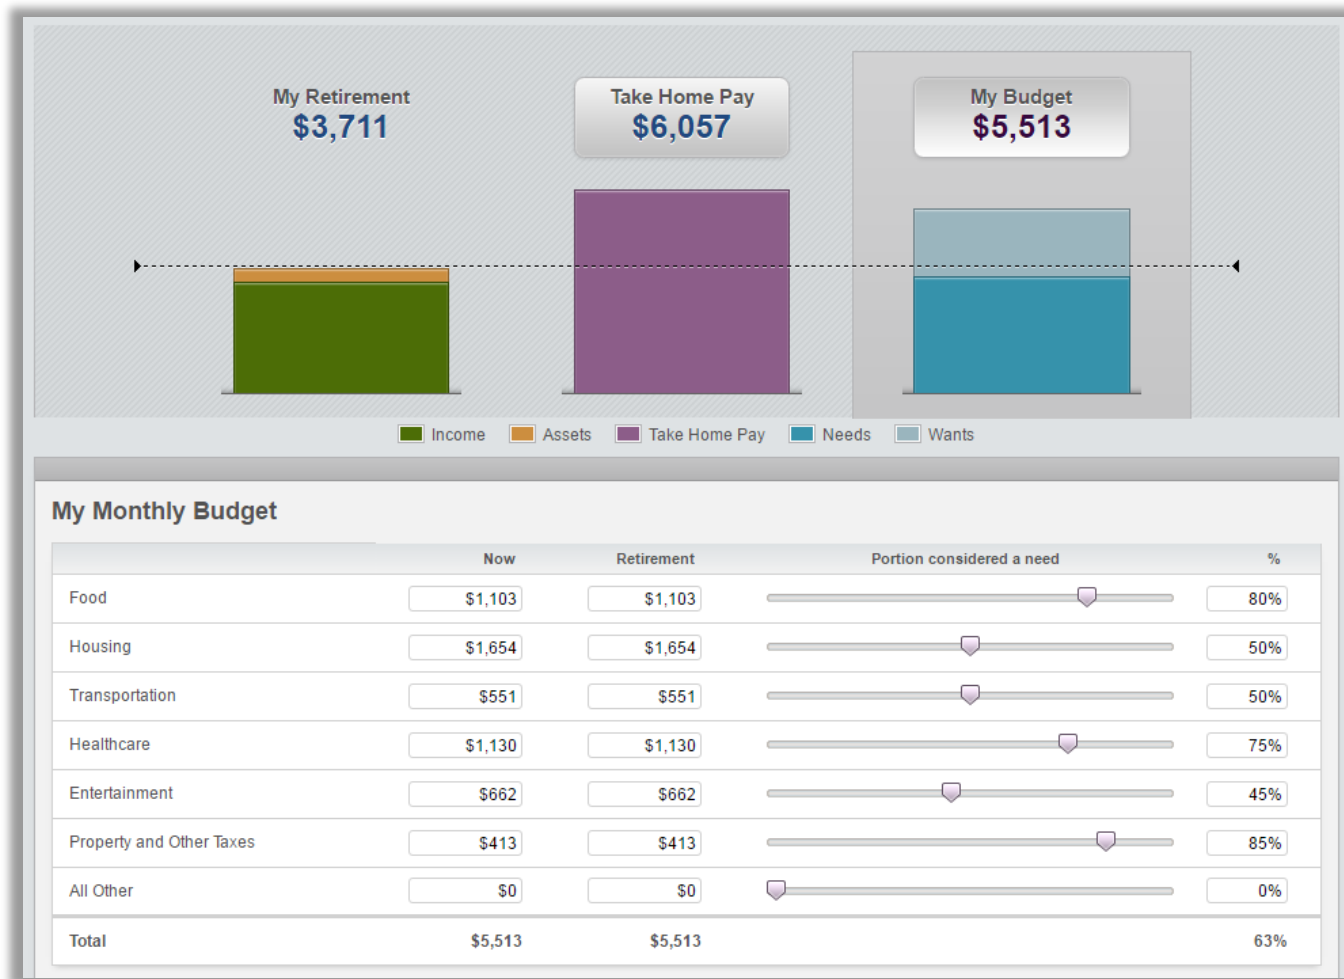 My Retirement Take Home Pay My Budget
$3,711 $6,057 $5,513
Income Assets Take Home Pay Needs Wants
My Monthly Budget
Now Retirement Portion considered a need %
Food $1,103 $1,103 80%
Housing $1,654 $1,654 50%
Transportation $551 $551 50%
Healthcare $1,130 $1,130 75%
Entertainment $662 $662 45%
Property and Other Taxes $413 $413 85%
All Other $0 $0 0%
Total $5,513 $5,513 63%